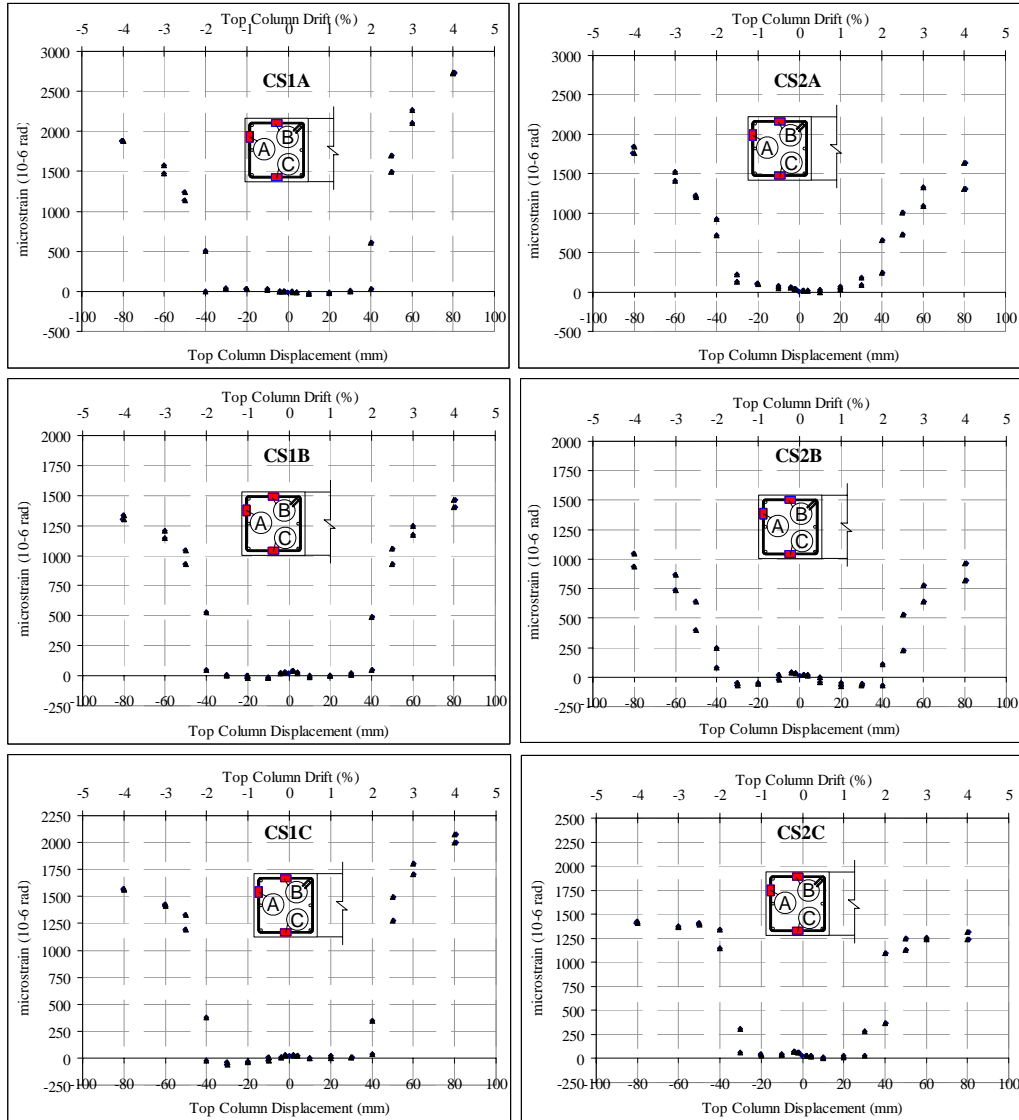 Top Column Drift (%)
-5 -4 -3 -2 -1 0 1 2 3 4 5
3000
2500
2000
1500
1000
500
0
-500
microstrain (10-6 rad)
CS1A
A
B
C
-100 -80 -60 -40 -20 0 20 40 60 80 100
Top Column Displacement (mm)
Top Column Drift (%)
-5 -4 -3 -2 -1 0 1 2 3 4 5
3000
2500
2000
1500
1000
500
0
-500
microstrain (10-6 rad)
CS2A
A
B
C
-100 -80 -60 -40 -20 0 20 40 60 80 100
Top Column Displacement (mm)
Top Column Drift (%)
-5 -4 -3 -2 -1 0 1 2 3 4 5
2000
1750
1500
1250
1000
750
500
250
0
-250
microstrain (10-6 rad)
CS1B
A
B
C
-100 -80 -60 -40 -20 0 20 40 60 80 100
Top Column Displacement (mm)
Top Column Drift (%)
-5 -4 -3 -2 -1 0 1 2 3 4 5
2000
1750
1500
1250
1000
750
500
250
0
-250
microstrain (10-6 rad)
CS2B
A
B
C
-100 -80 -60 -40 -20 0 20 40 60 80 100
Top Column Displacement (mm)
Top Column Drift (%)
-5 -4 -3 -2 -1 0 1 2 3 4 5
2250
2000
1750
1500
1250
1000
750
500
250
0
-250
microstrain (10-6 rad)
CS1C
A
B
C
-100 -80 -60 -40 -20 0 20 40 60 80 100
Top Column Displacement (mm)
Top Column Drift (%)
-5 -4 -3 -2 -1 0 1 2 3 4 5
2500
2250
2000
1750
1500
1250
1000
750
500
250
0
-250
microstrain (10-6 rad)
CS2C
A
B
C
-100 -80 -60 -40 -20 0 20 40 60 80 100
Top Column Displacement (mm)